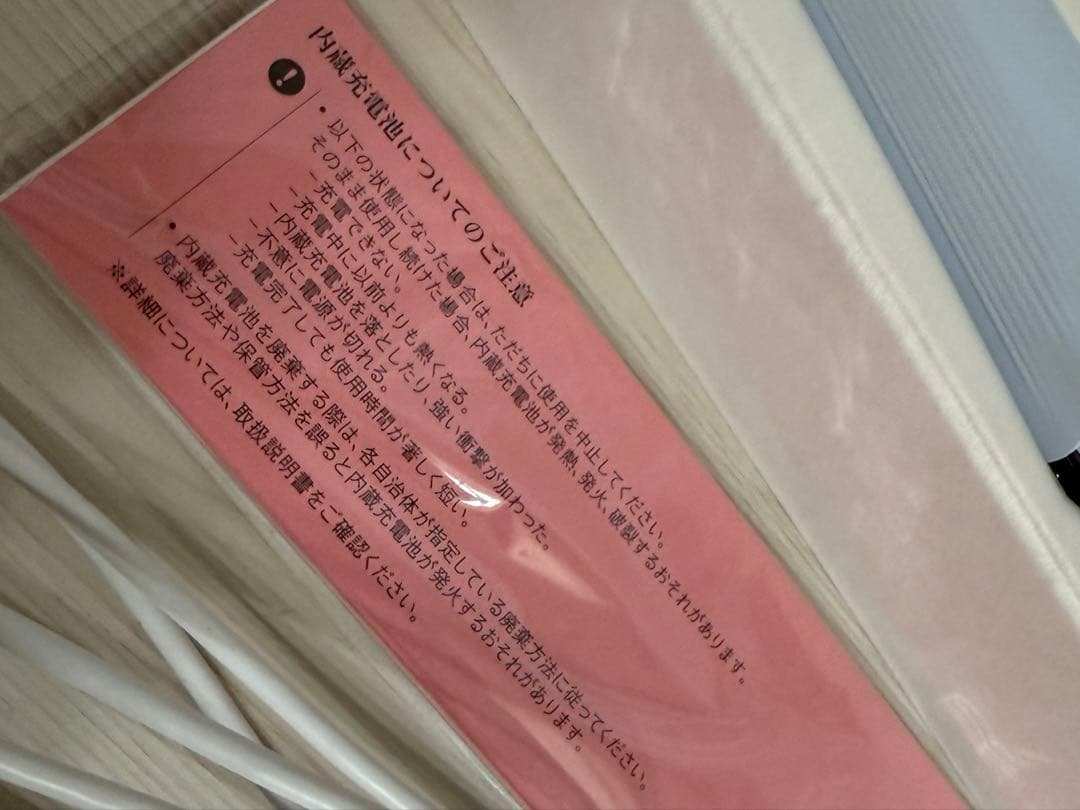 内蔵充電池についてのご注意
!
• 以下の状態になった場合は、ただちに使用を中止してください。
そのまま使用し続けた場合、内蔵充電池が発熱、発火、破裂するおそれがあります。
– 充電できない。
– 充電中に以前よりも熱くなる。
– 内蔵充電池を落としたり、強い衝撃が加わった。
– 不意に電源が切れる。
– 充電完了しても使用時間が著しく短い。
• 内蔵充電池を廃棄する際は、各自治体が指定している廃棄方法に従ってください。
廃棄方法や保管方法を誤ると内蔵充電池が発火するおそれがあります。
※詳細については、取扱説明書をご確認ください。